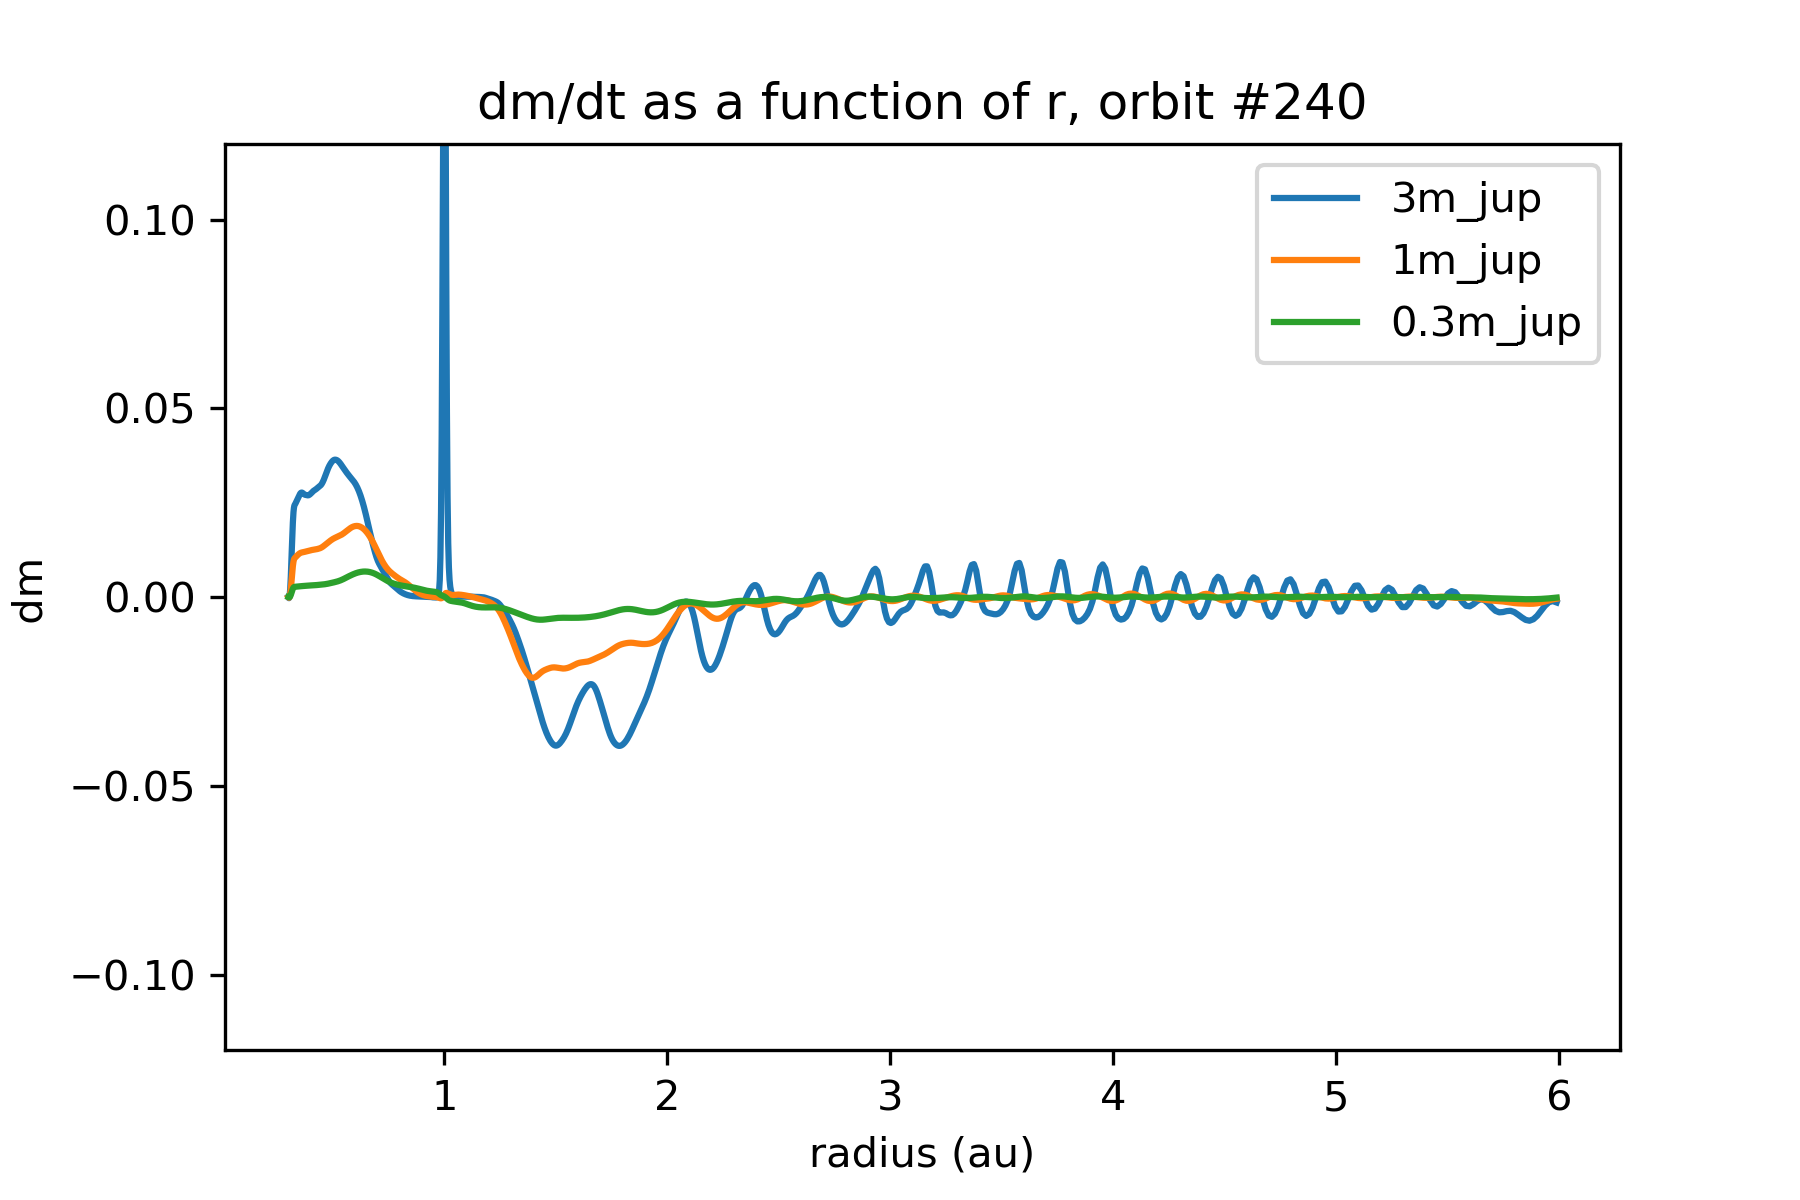 dm/dt as a function of r, orbit #240
3m_jup
1m_jup
0.3m_jup
0.10
0.05
0.00
−0.05
−0.10
dm
1 2 3 4 5 6
radius (au)